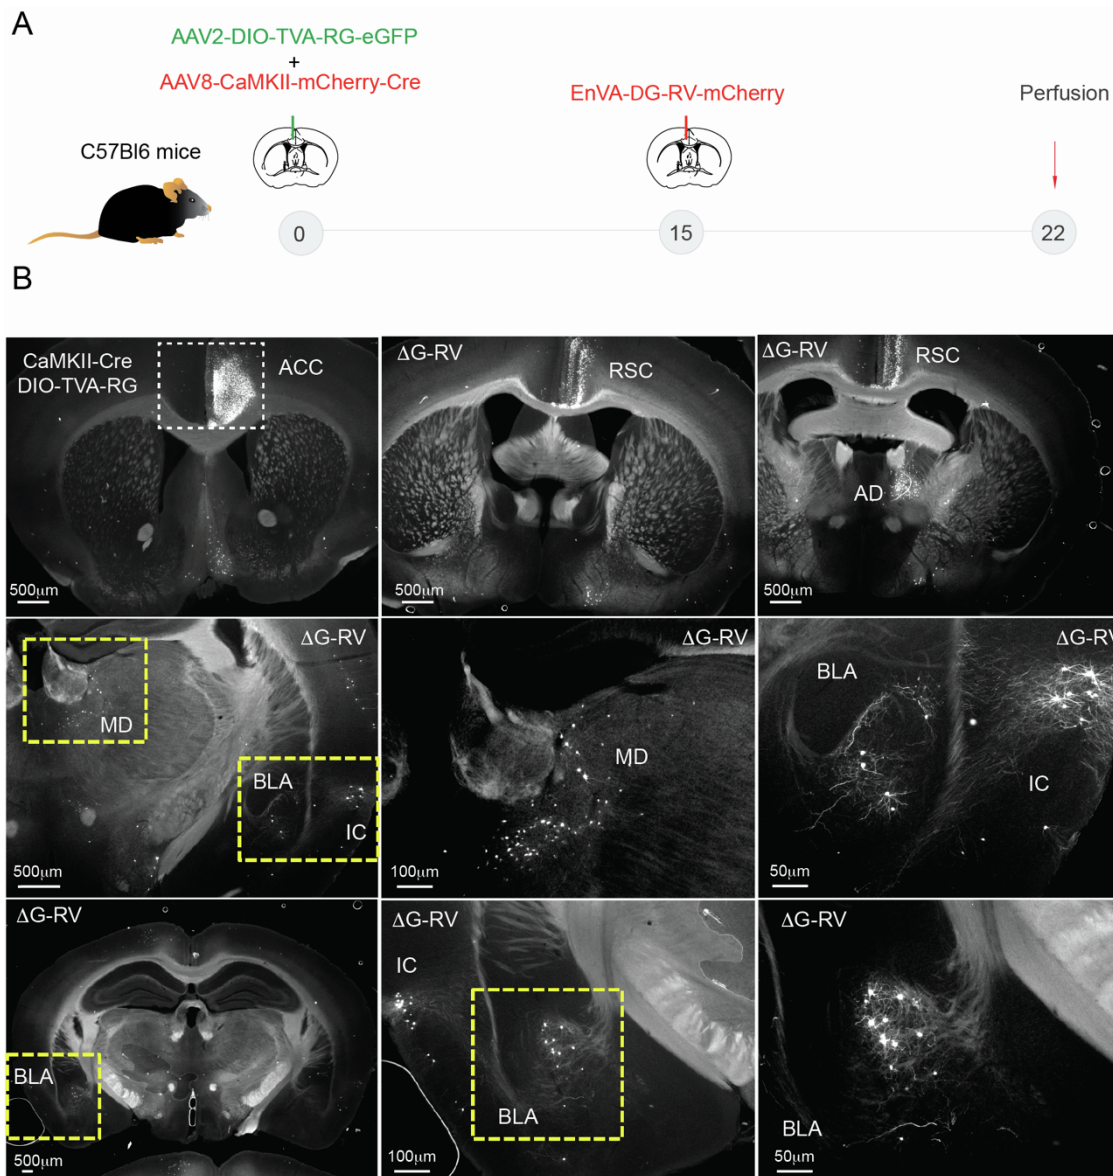 A
AAV2-DIO-TVA-RG-eGFP
+
AAV8-CaMKII-mCherry-Cre
EnVA-DG-RV-mCherry
Perfusion
C57Bl6 mice
0
15
22
B
CaMKII-Cre
DIO-TVA-RG
ACC
500µm
ΔG-RV
RSC
500µm
ΔG-RV
RSC
AD
500µm
ΔG-RV
MD
BLA
IC
500µm
ΔG-RV
MD
100µm
ΔG-RV
BLA
IC
50µm
ΔG-RV
BLA
500µm
ΔG-RV
IC
BLA
100µm
ΔG-RV
BLA
50µm